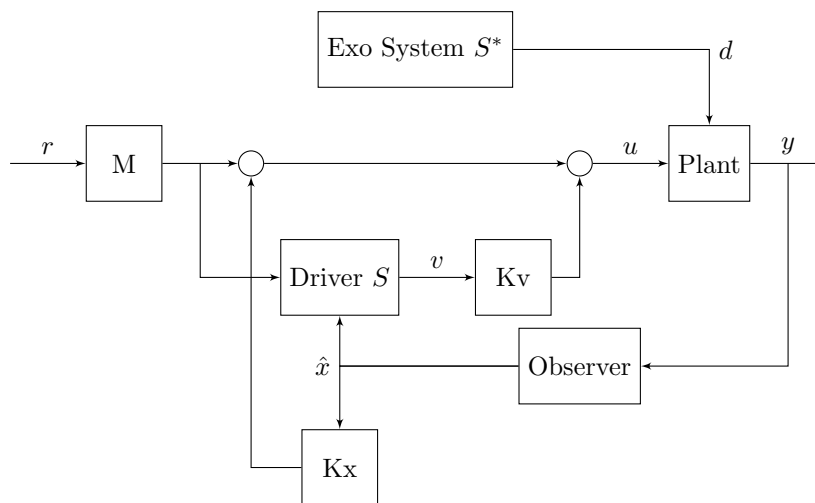 Exo System S*
d
r
M
u
Plant
y
Driver S
v
Kv
x̂
Observer
Kx